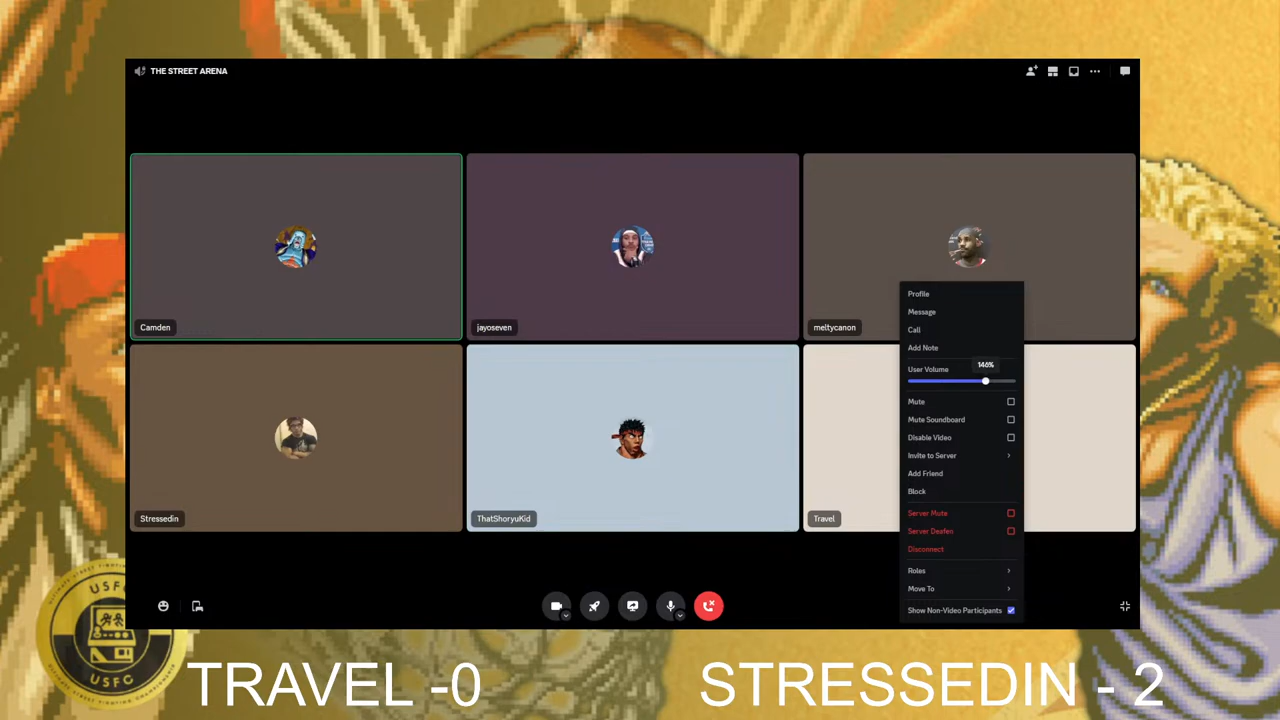 THE STREET ARENA
Camden
jayoseven
meltycanon
Stressedin
ThatShoryuKid
Travel
Profile
Message
Call
Add Note
146%
User Volume
Mute
Mute Soundboard
Disable Video
Invite to Server
Add Friend
Block
Server Mute
Server Deafen
Disconnect
Roles
Move To
Show Non-Video Participants
USFC
USFC
TRAVEL -0
STRESSEDIN - 2